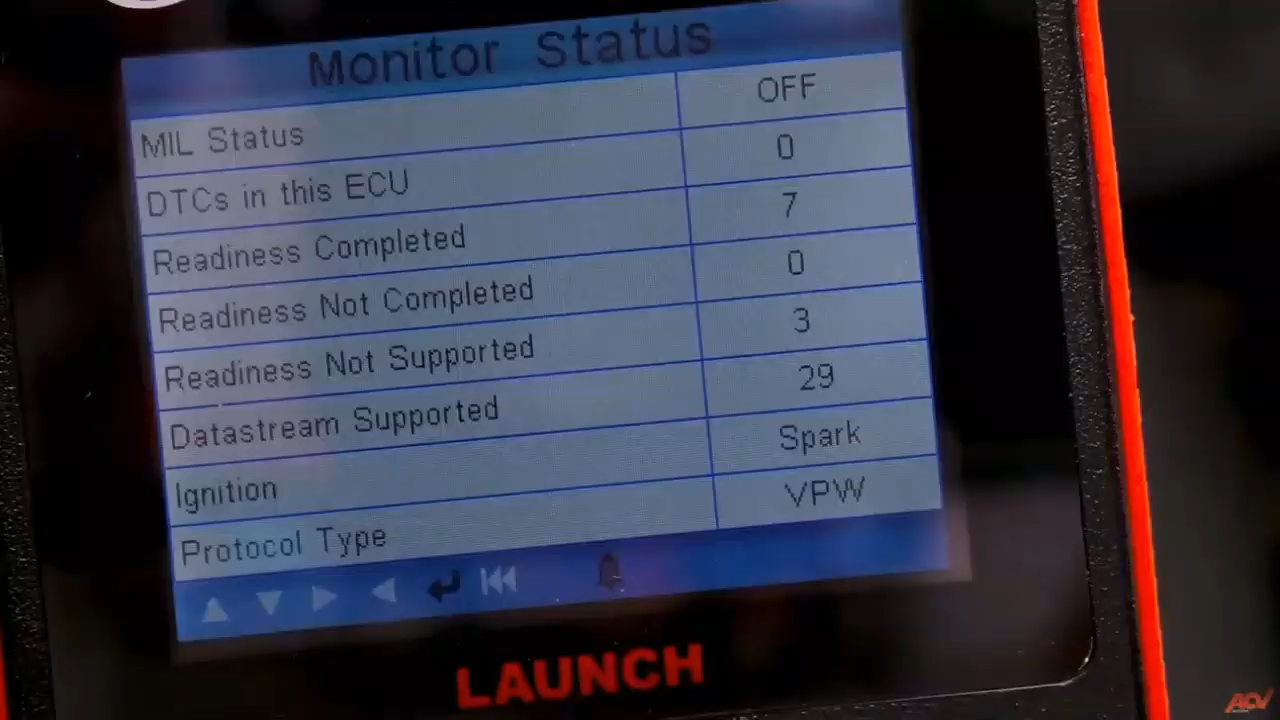 Monitor Status
MIL Status OFF
DTCs in this ECU 0
Readiness Completed 7
Readiness Not Completed 0
Readiness Not Supported 3
Datastream Supported 29
Ignition Spark
Protocol Type VPW
LAUNCH